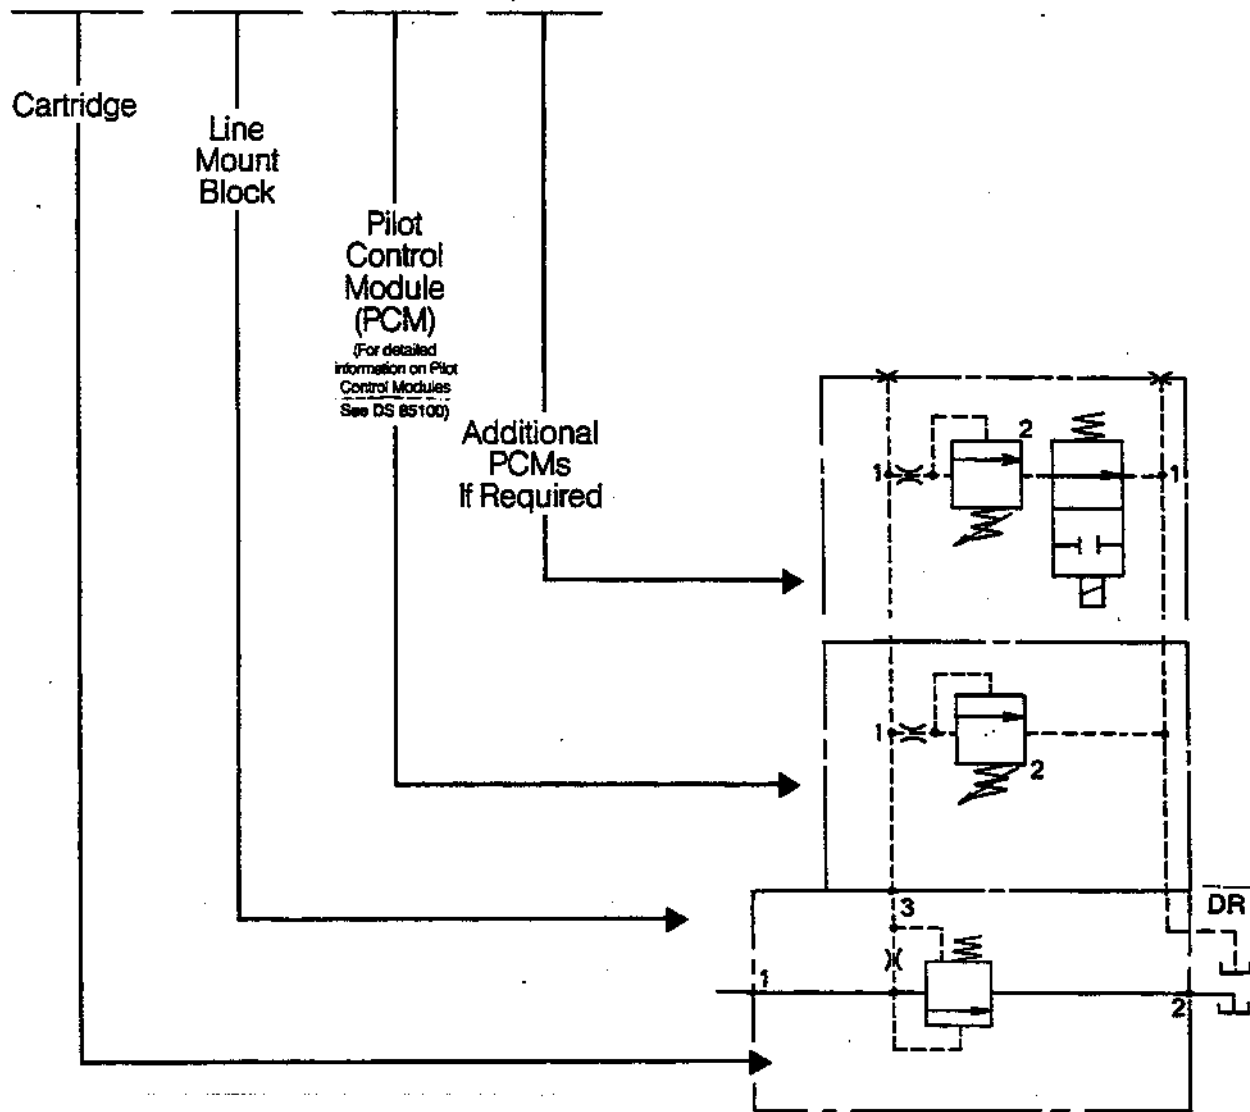 Cartridge
Line
Mount
Block
Pilot
Control
Module
(PCM)
(For detailed
information on Pilot
Control Modules
See DS 85100)
Additional
PCMs
If Required
2
1
1
1
2
3
DR
1
2